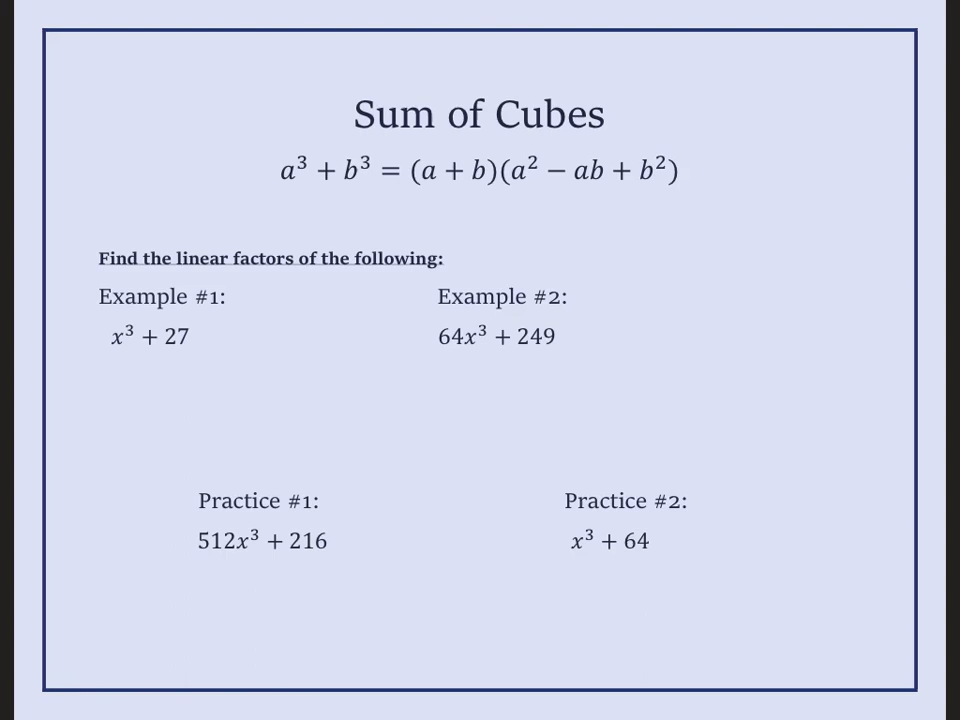 Sum of Cubes
a³ + b³ = (a + b)(a² − ab + b²)
Find the linear factors of the following:
Example #1: Example #2:
x³ + 27 64x³ + 249
Practice #1: Practice #2:
512x³ + 216 x³ + 64